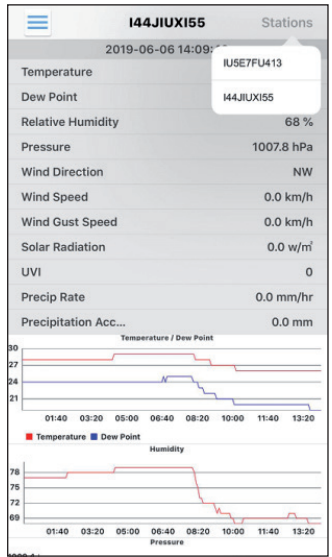 I44JIUXI55 Stations
2019-06-06 14:09:
IU5E7FU413
I44JIUXI55
Temperature
Dew Point
Relative Humidity 68 %
Pressure 1007.8 hPa
Wind Direction NW
Wind Speed 0.0 km/h
Wind Gust Speed 0.0 km/h
Solar Radiation 0.0 w/㎡
UVI 0
Precip Rate 0.0 mm/hr
Precipitation Acc... 0.0 mm
Temperature / Dew Point
30
27
24
21
01:40 03:20 05:00 06:40 08:20 10:00 11:40 13:20
Temperature Dew Point
Humidity
78
75
72
69
01:40 03:20 05:00 06:40 08:20 10:00 11:40 13:20
Pressure